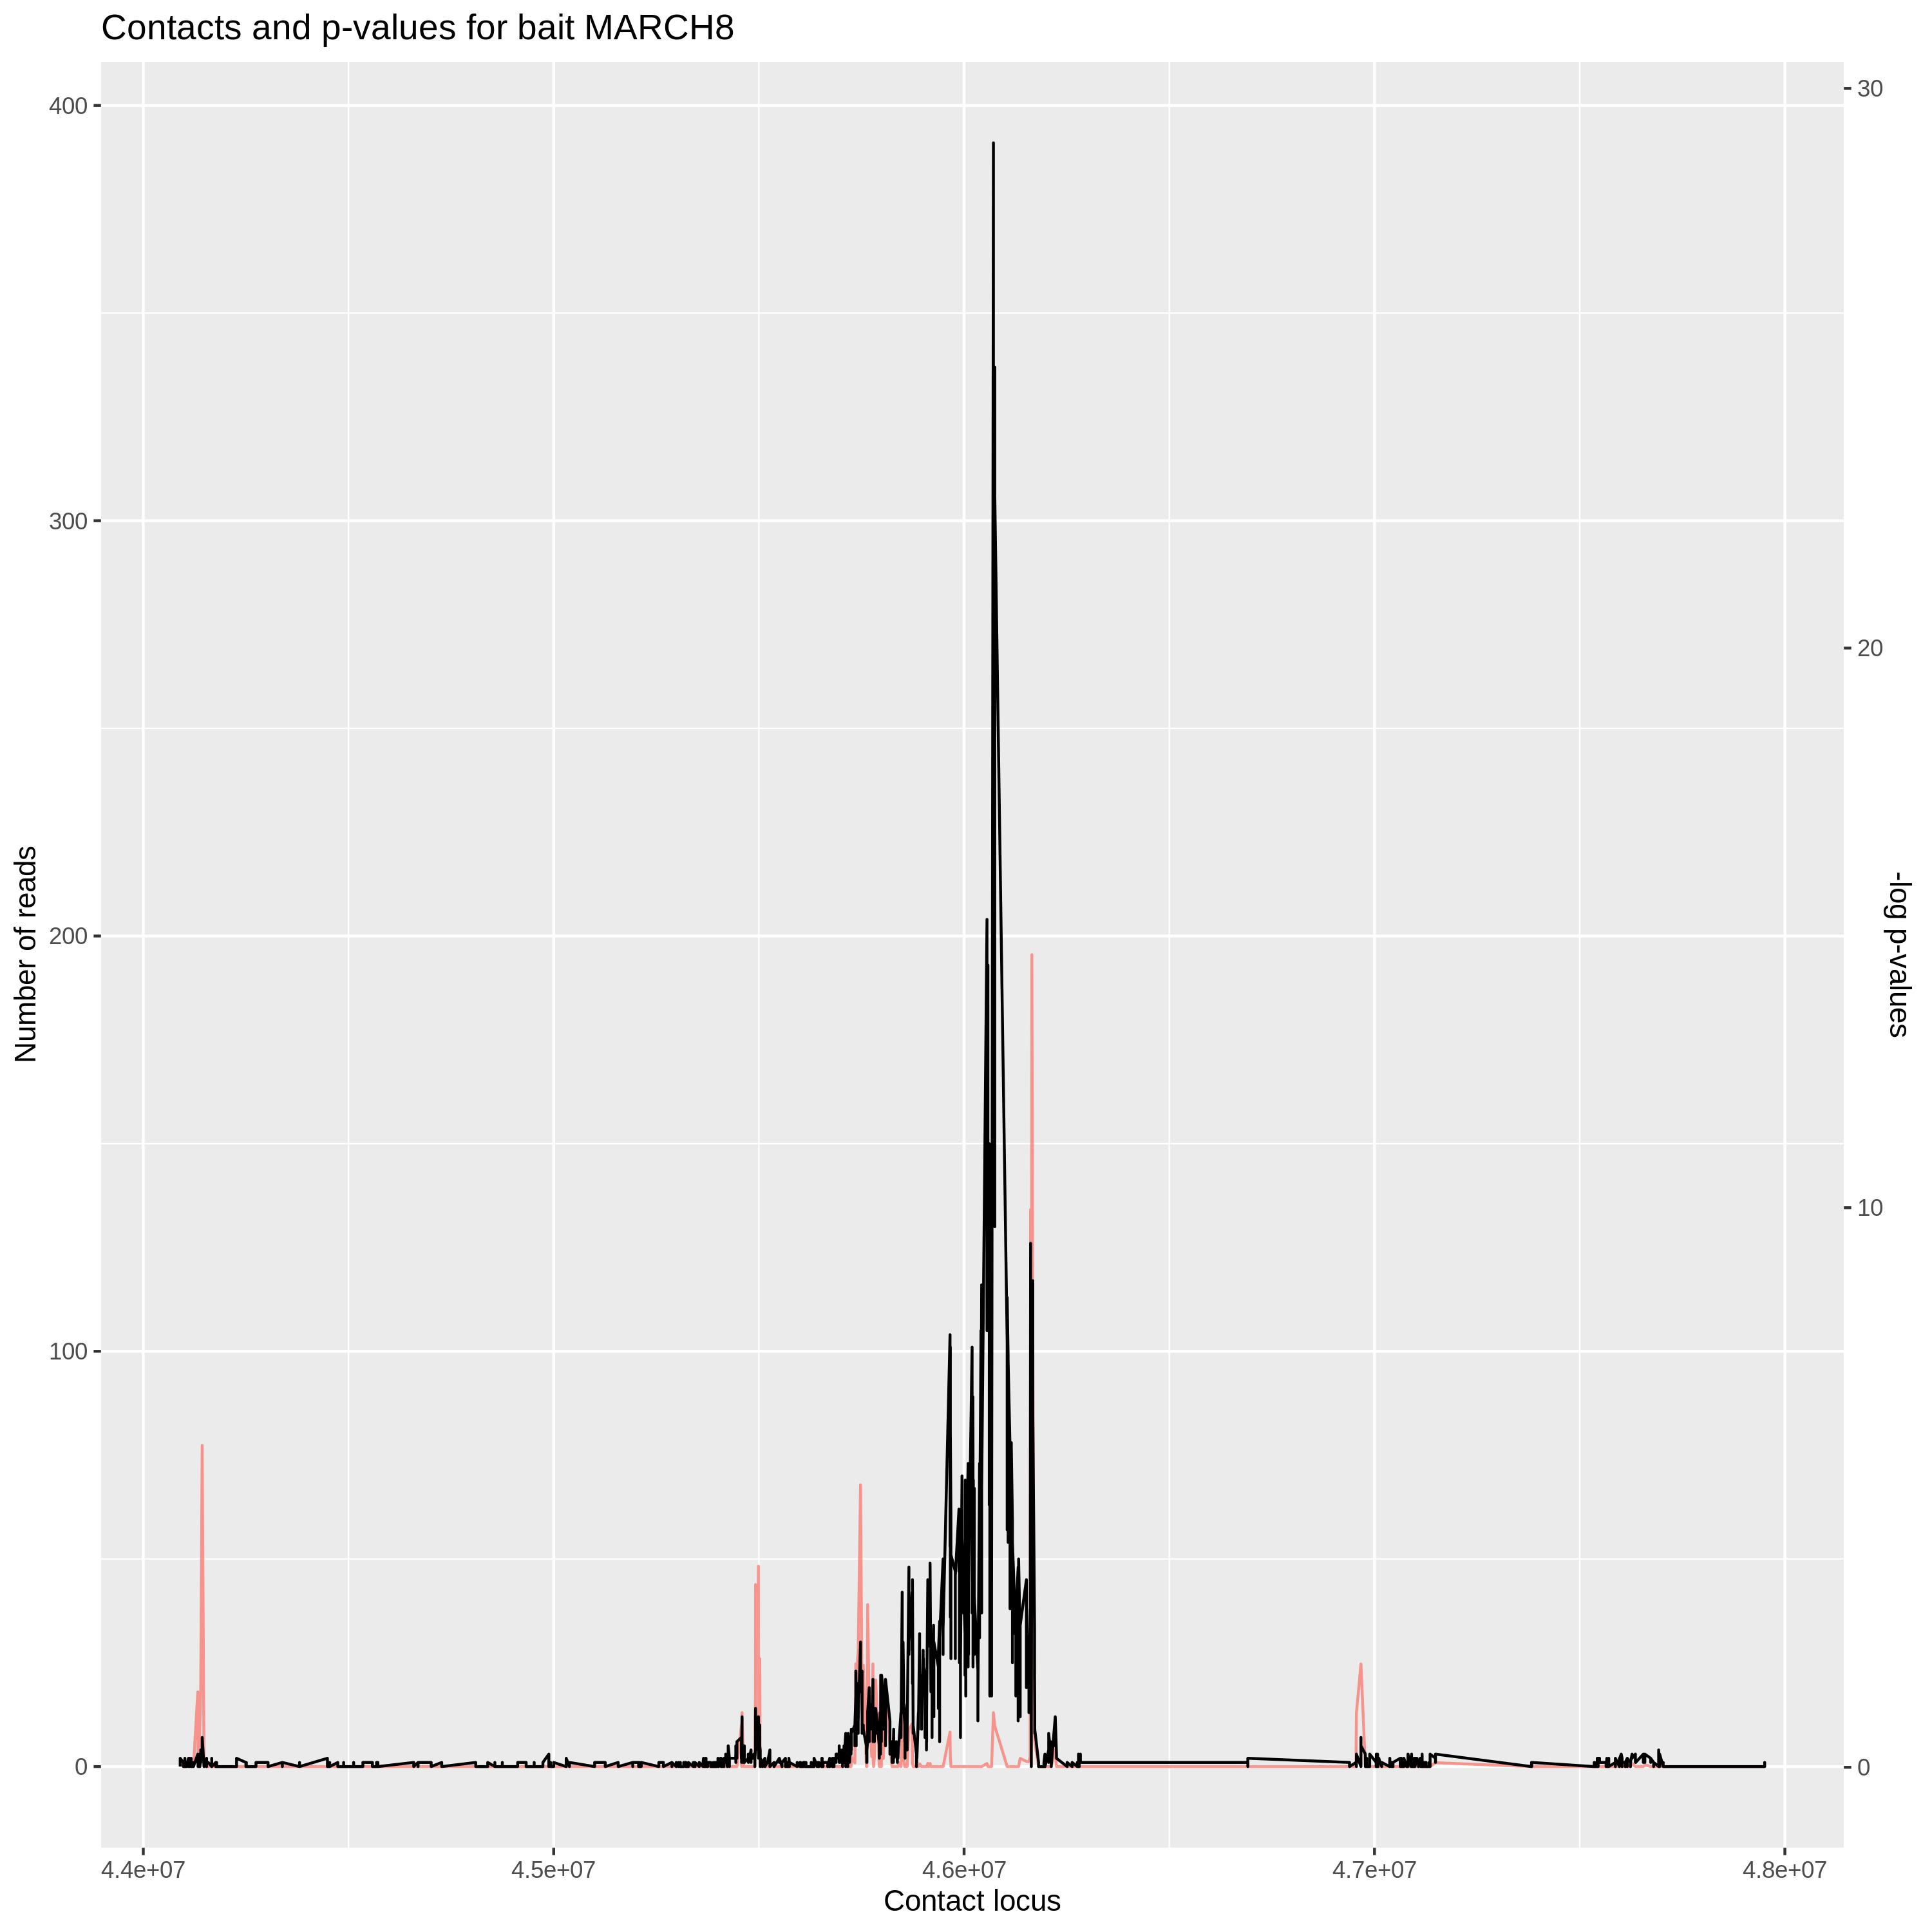 Contacts and p-values for bait MARCH8
400
300
200
100
0
Number of reads
30
20
10
0
-log p-values
4.4e+07
4.5e+07
4.6e+07
4.7e+07
4.8e+07
Contact locus